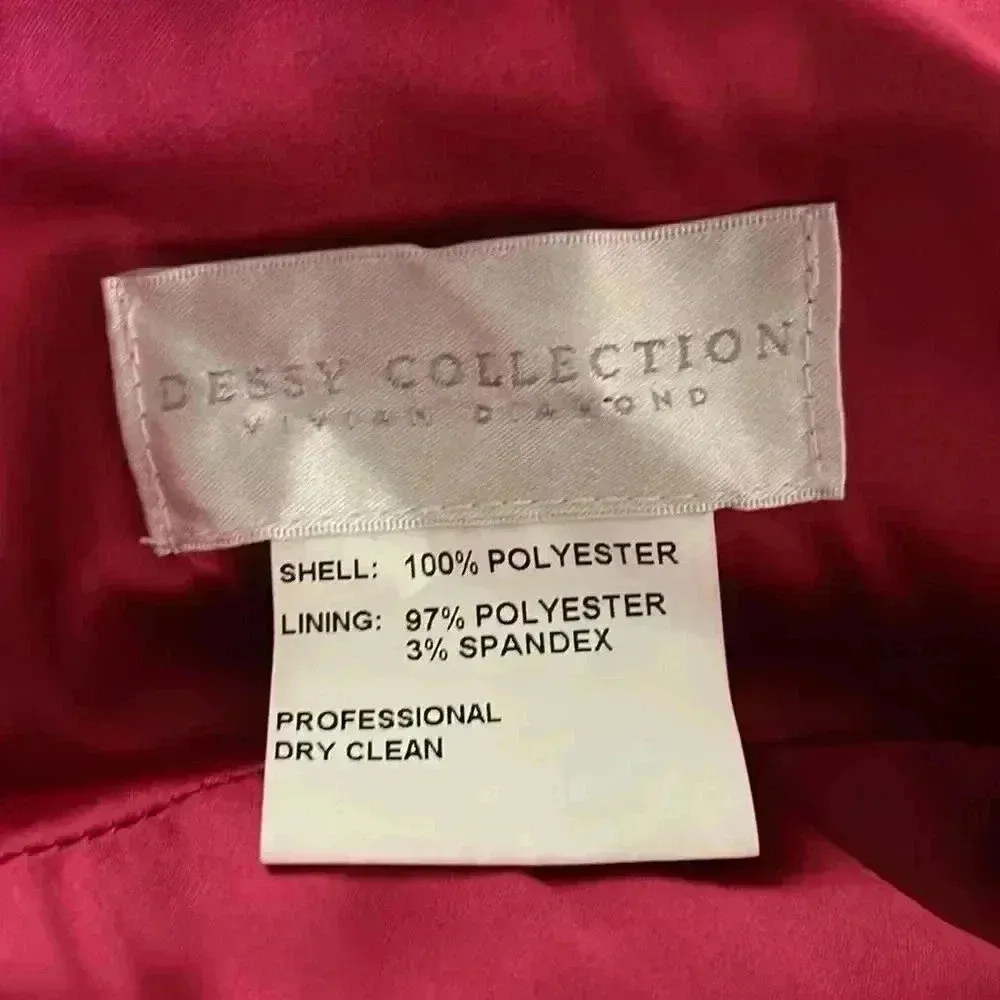 DESSY COLLECTION
VIVIAN DIAMOND
SHELL: 100% POLYESTER
LINING: 97% POLYESTER
3% SPANDEX
PROFESSIONAL
DRY CLEAN